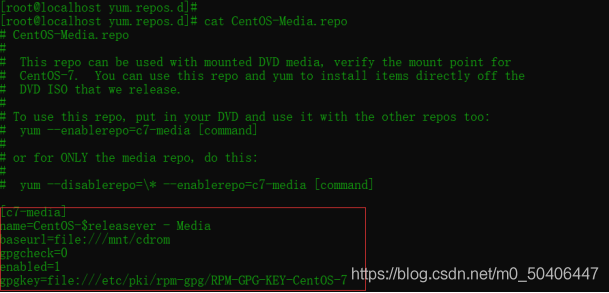 [root@localhost yum.repos.d]#
[root@localhost yum.repos.d]# cat CentOS-Media.repo
# CentOS-Media.repo
#
#  This repo can be used with mounted DVD media, verify the mount point for
#  CentOS-7.  You can use this repo and yum to install items directly off the
#  DVD ISO that we release.
#
# To use this repo, put in your DVD and use it with the other repos too:
#  yum --enablerepo=c7-media [command]
#
# or for ONLY the media repo, do this:
#
#  yum --disablerepo=\* --enablerepo=c7-media [command]
[c7-media]
name=CentOS-$releasever - Media
baseurl=file:///mnt/cdrom
gpgcheck=0
enabled=1
gpgkey=file:///etc/pki/rpm-gpg/RPM-GPG-KEY-CentOS-7
https://blog.csdn.net/m0_50406447